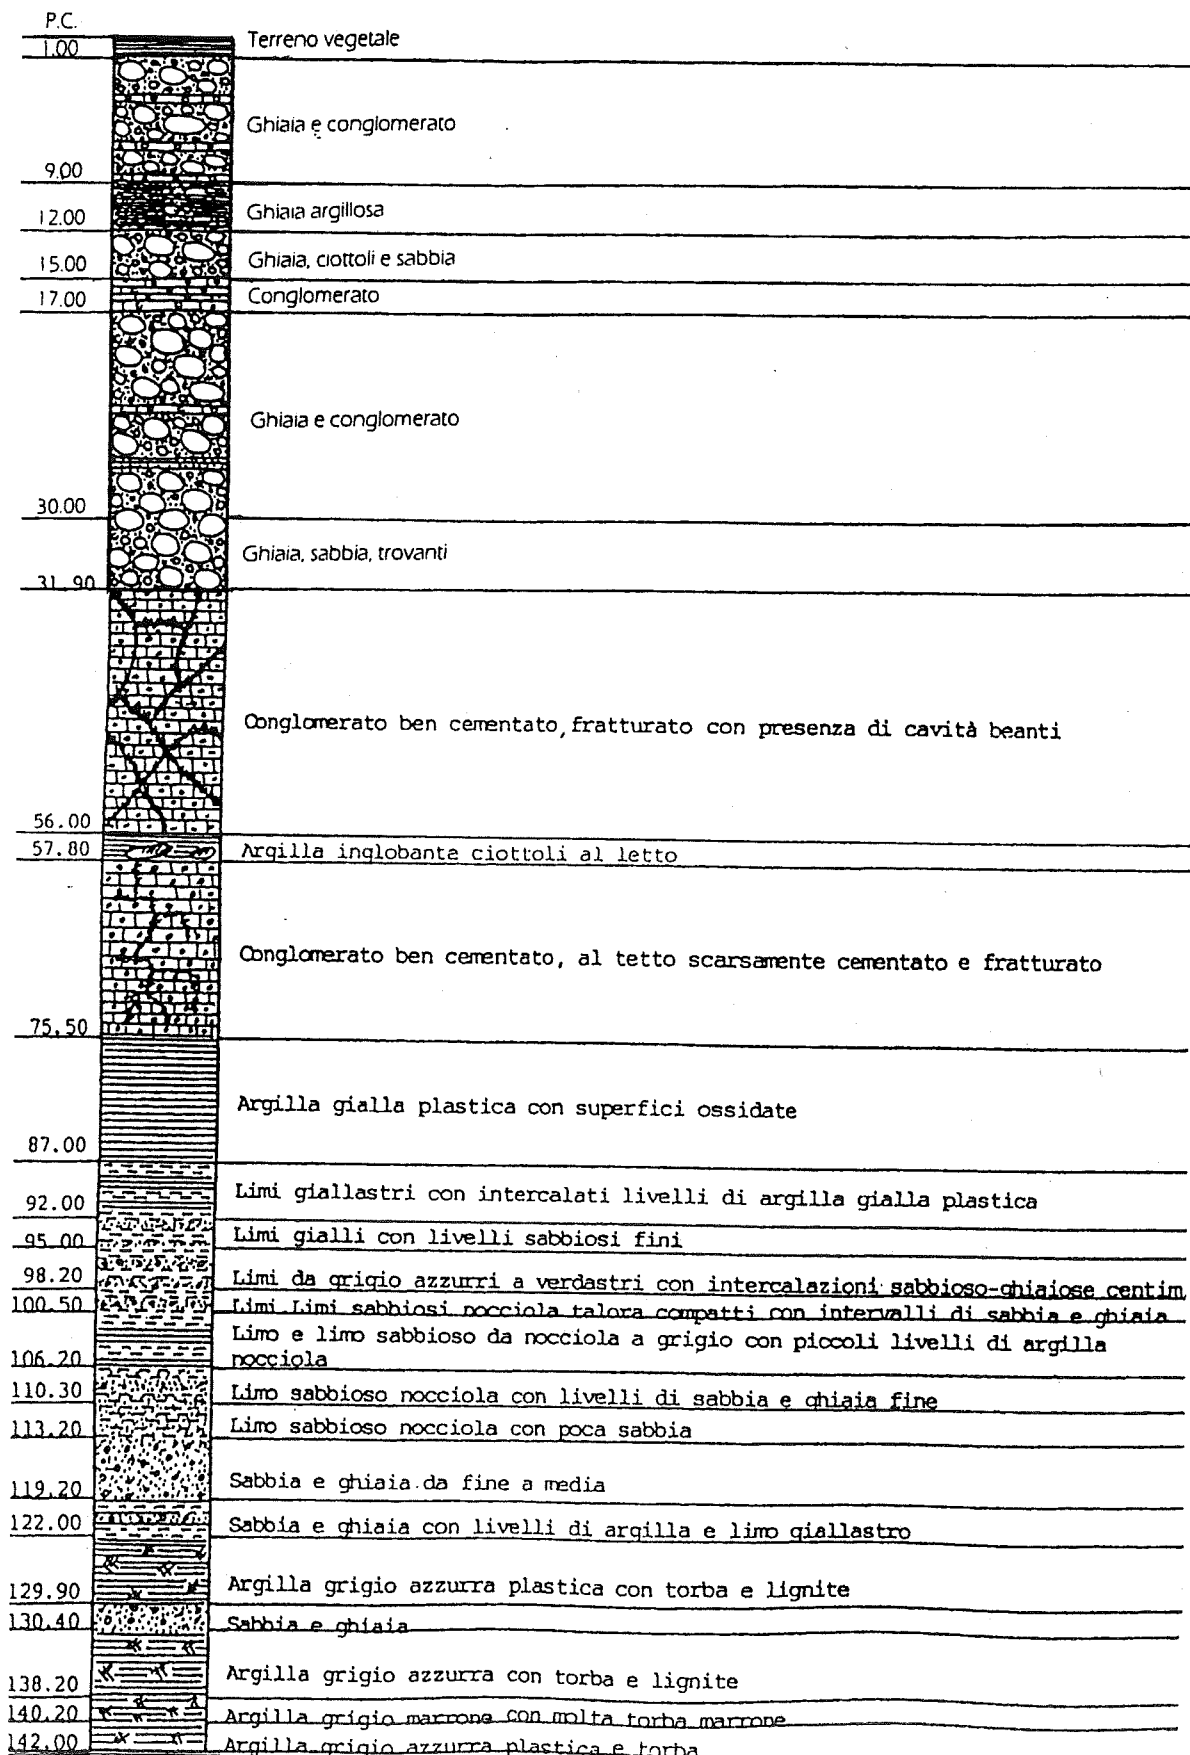 P.C.
Terreno vegetale
1.00
Ghiaia e conglomerato
9.00
Ghiaia argillosa
12.00
Ghiaia, ciottoli e sabbia
15.00
Conglomerato
17.00
Ghiaia e conglomerato
30.00
Ghiaia, sabbia, trovanti
31.90
Conglomerato ben cementato, fratturato con presenza di cavità beanti
56.00
Argilla inglobante ciottoli al letto
57.80
Conglomerato ben cementato, al tetto scarsamente cementato e fratturato
75,50
Argilla gialla plastica con superfici ossidate
87.00
Limi giallastri con intercalati livelli di argilla gialla plastica
92.00
Limi gialli con livelli sabbiosi fini
95.00
Limi da grigio azzurri a verdastri con intercalazioni sabbioso-ghiaiose centim
98.20
Limi Limi sabbiosi nocciola talora compatti con intervalli di sabbia e ghiaia
100.50
Limo e limo sabbioso da nocciola a grigio con piccoli livelli di argilla
nocciola
106.20
Limo sabbioso nocciola con livelli di sabbia e ghiaia fine
110.30
Limo sabbioso nocciola con poca sabbia
113.20
Sabbia e ghiaia da fine a media
119.20
Sabbia e ghiaia con livelli di argilla e limo giallastro
122.00
Argilla grigio azzurra plastica con torba e lignite
129.90
Sabbia e ghiaia
130.40
Argilla grigio azzurra con torba e lignite
138.20
Argilla grigio marrone con molta torba marrone
140.20
Argilla grigio azzurra plastica e torba
142.00